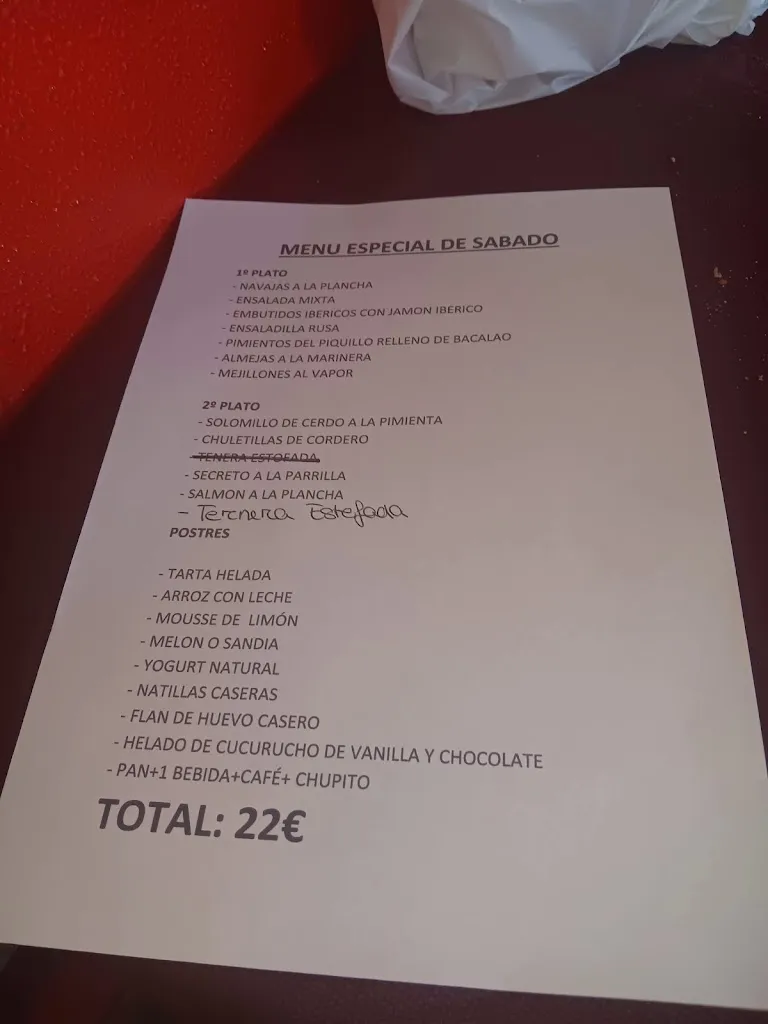 MENU ESPECIAL DE SABADO
1º PLATO
- NAVAJAS A LA PLANCHA
- ENSALADA MIXTA
- EMBUTIDOS IBERICOS CON JAMON IBERICO
- ENSALADILLA RUSA
- PIMIENTOS DEL PIQUILLO RELLENO DE BACALAO
- ALMEJAS A LA MARINERA
- MEJILLONES AL VAPOR
2º PLATO
- SOLOMILLO DE CERDO A LA PIMIENTA
- CHULETILLAS DE CORDERO
- TENERA ESTOFADA
- SECRETO A LA PARRILLA
- SALMON A LA PLANCHA
- Ternera Estefada
POSTRES
- TARTA HELADA
- ARROZ CON LECHE
- MOUSSE DE LIMÓN
- MELON O SANDIA
- YOGURT NATURAL
- NATILLAS CASERAS
- FLAN DE HUEVO CASERO
- HELADO DE CUCURUCHO DE VANILLA Y CHOCOLATE
- PAN+1 BEBIDA+CAFÉ+ CHUPITO
TOTAL: 22€